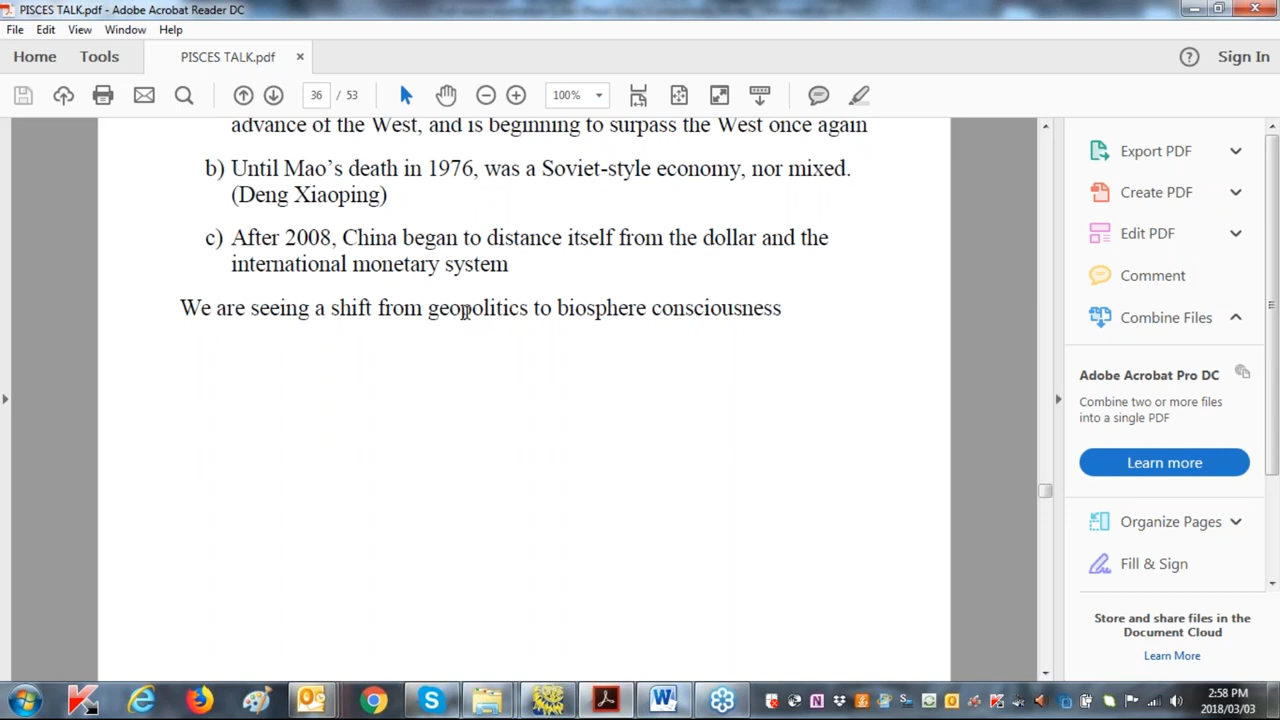 PISCES TALK.pdf - Adobe Acrobat Reader DC
File Edit View Window Help
Home Tools PISCES TALK.pdf × Sign In
36 / 53 100%
advance of the West, and is beginning to surpass the West once again
b) Until Mao’s death in 1976, was a Soviet-style economy, nor mixed.
(Deng Xiaoping)
c) After 2008, China began to distance itself from the dollar and the
international monetary system
We are seeing a shift from geopolitics to biosphere consciousness
Export PDF
Create PDF
Edit PDF
Comment
Combine Files
Adobe Acrobat Pro DC
Combine two or more files
into a single PDF
Learn more
Organize Pages
Fill & Sign
Store and share files in the
Document Cloud
Learn More
2:58 PM
2018/03/03